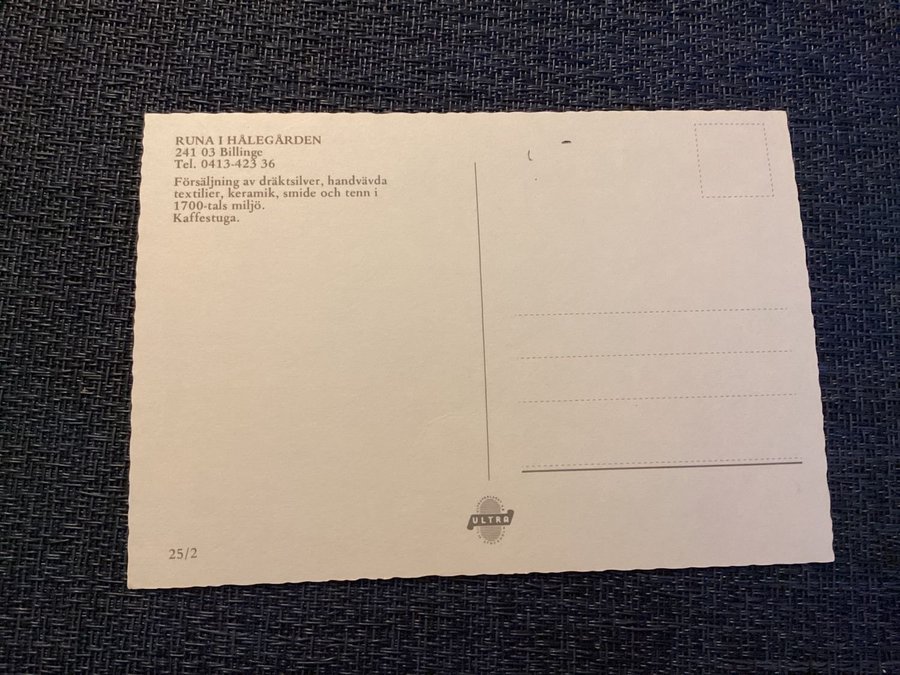 RUNA I HÅLEGÅRDEN
241 03 Billinge
Tel. 0413-423 36
Försäljning av dräktsilver, handvävda
textilier, keramik, smide och tenn i
1700-tals miljö.
Kaffestuga.
ULTRA
25/2